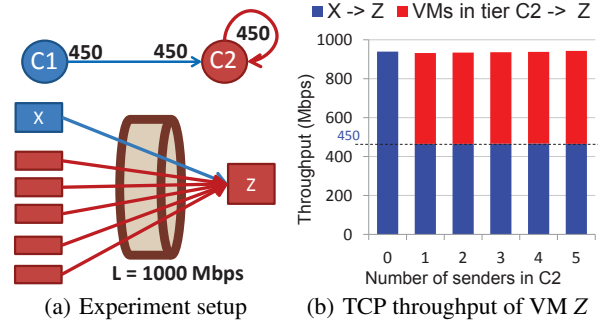 450
450 450
C1 C2
X
Z
L = 1000 Mbps
(a) Experiment setup
X -> Z VMs in tier C2 -> Z
Throughput (Mbps)
1000
800
600
450
400
200
0
0 1 2 3 4 5
Number of senders in C2
(b) TCP throughput of VM Z